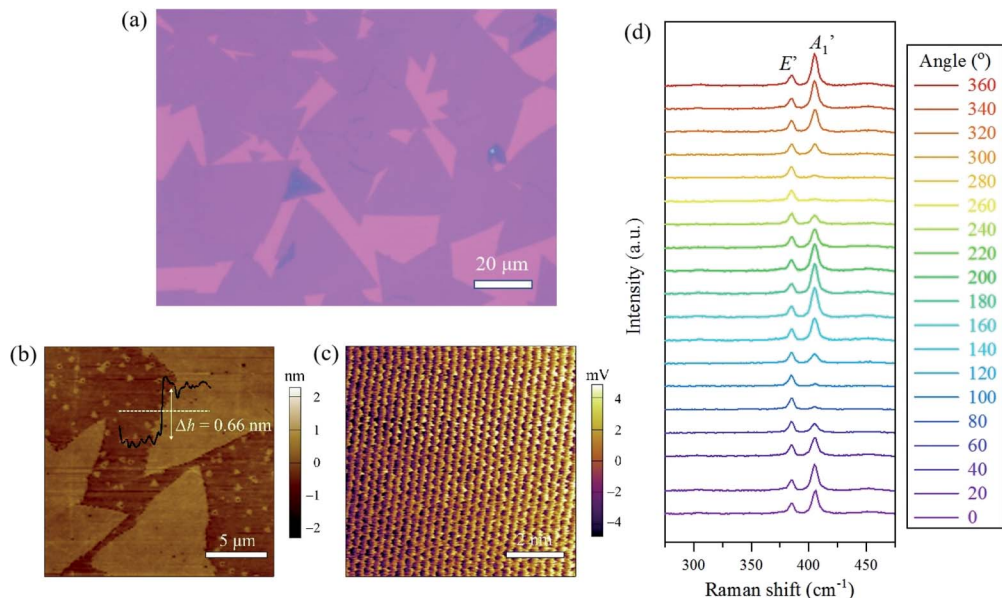 (a)
20 μm
(b)
nm
2
1
0
–1
–2
Δh = 0.66 nm
5 μm
(c)
mV
4
2
0
–2
–4
2 nm
(d)
E’
A₁’
Intensity (a.u.)
300 350 400 450
Raman shift (cm⁻¹)
Angle (º)
360
340
320
300
280
260
240
220
200
180
160
140
120
100
80
60
40
20
0